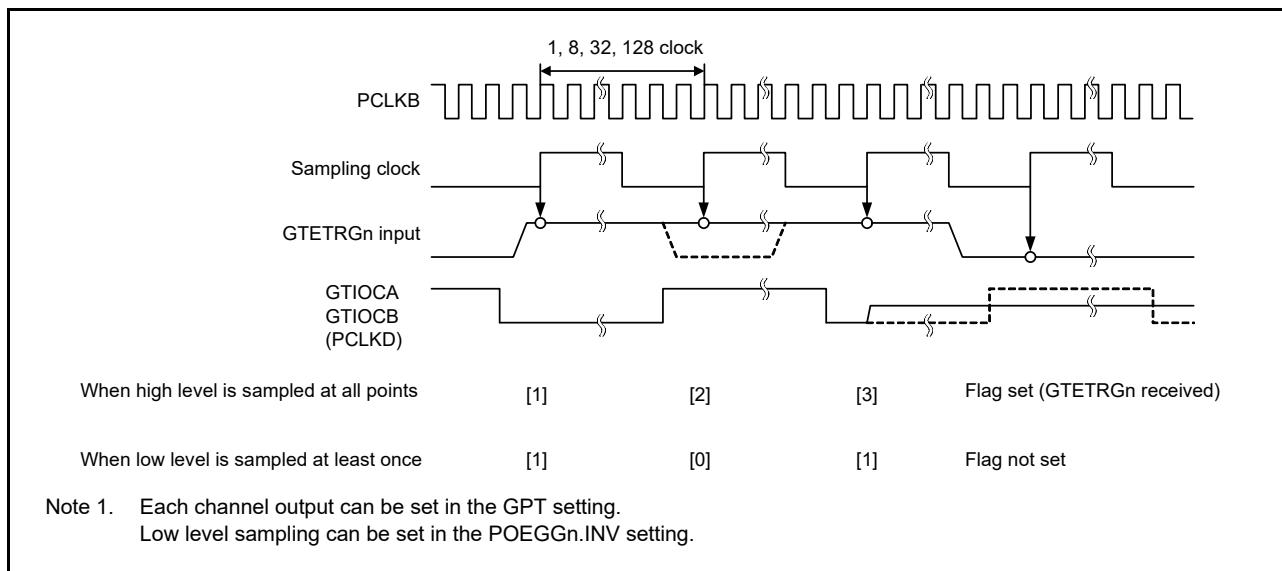 1, 8, 32, 128 clock
PCLKB
Sampling clock
GTETRGn input
GTIOCA
GTIOCB
(PCLKD)
When high level is sampled at all points [1] [2] [3] Flag set (GTETRGn received)
When low level is sampled at least once [1] [0] [1] Flag not set
Note 1. Each channel output can be set in the GPT setting.
Low level sampling can be set in the POEGGn.INV setting.